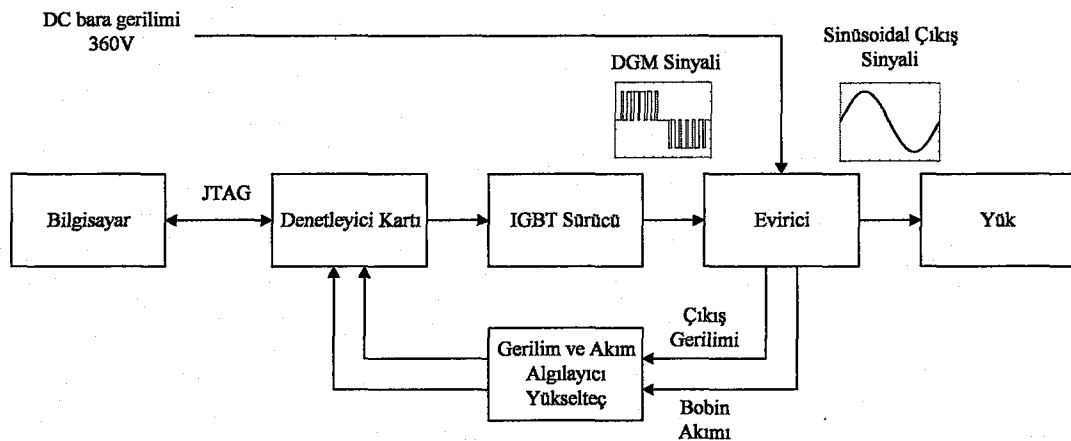 DC bara gerilimi
360V
Sinüsoidal Çıkış
Sinyali
DGM Sinyali
Bilgisayar
JTAG
Denetleyici Kartı
IGBT Sürücü
Evirici
Yük
Çıkış
Gerilimi
Gerilim ve Akım
Algılayıcı
Yükselteç
Bobin
Akımı